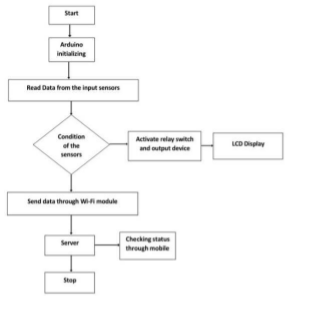 Start
Arduino
initializing
Read Data from the input sensors
Condition
of the
sensors
Activate relay switch
and output device
LCD Display
Send data through Wi-Fi module
Server
Checking status
through mobile
Stop